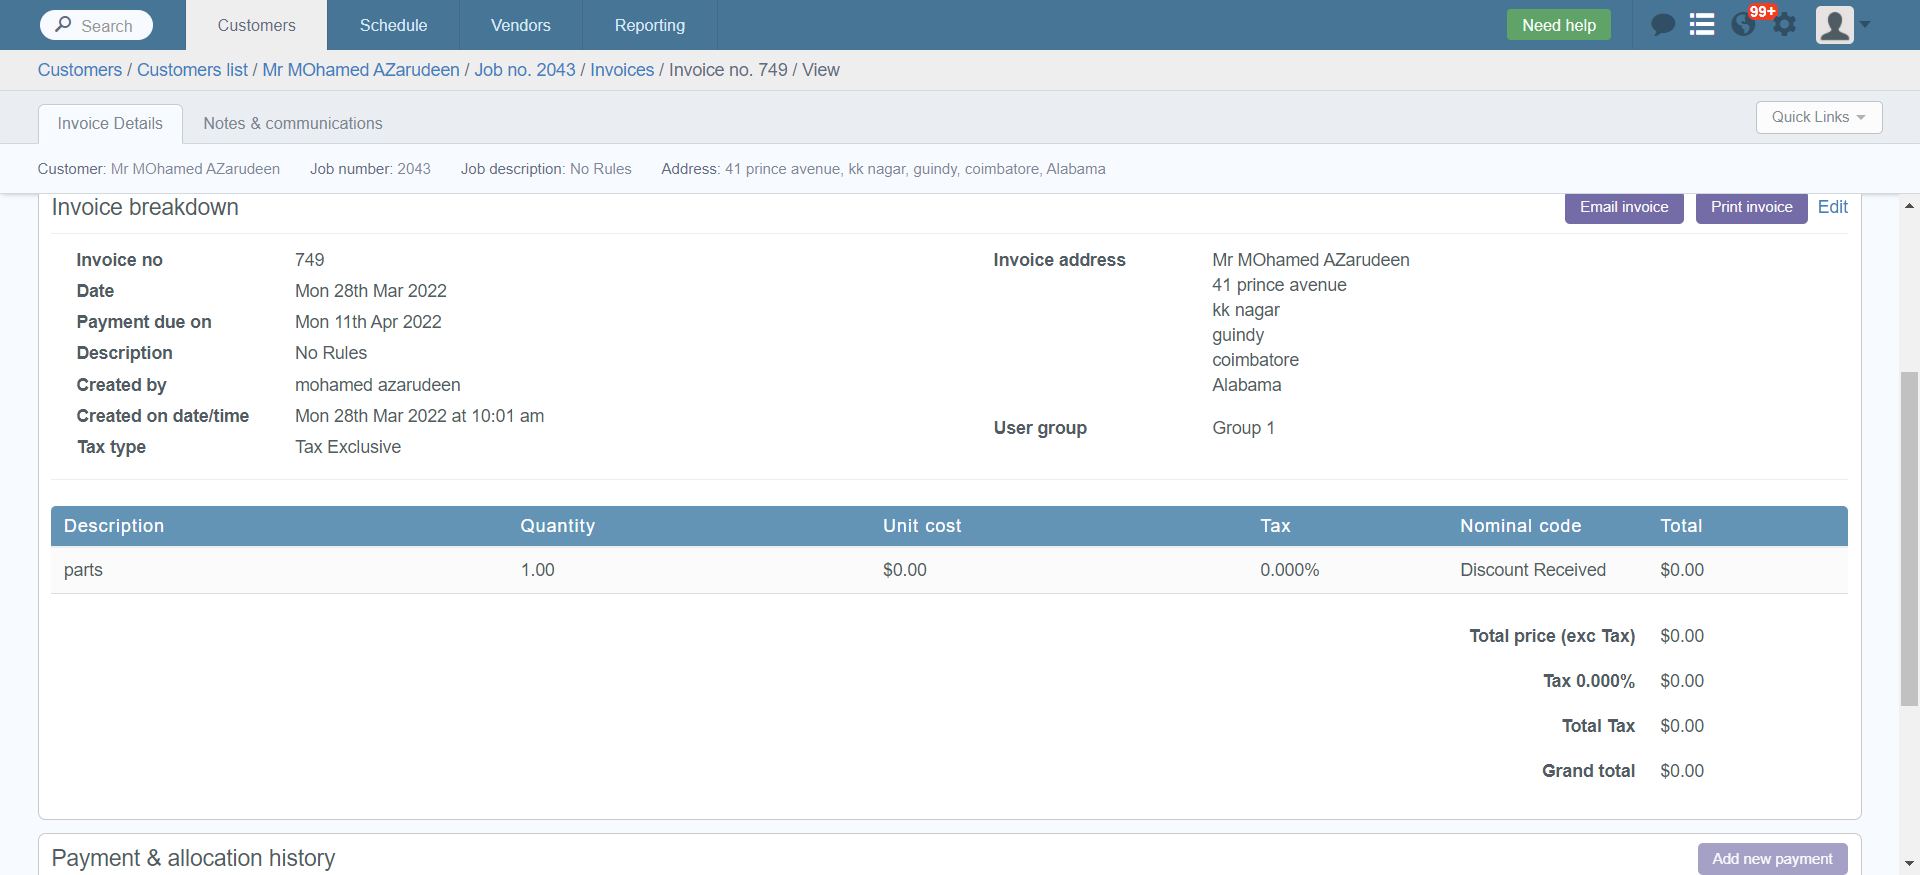 Search
Customers
Schedule
Vendors
Reporting
Need help
99+
Customers / Customers list / Mr MOhamed AZarudeen / Job no. 2043 / Invoices / Invoice no. 749 / View
Invoice Details
Notes & communications
Quick Links
Customer: Mr MOhamed AZarudeen Job number: 2043 Job description: No Rules Address: 41 prince avenue, kk nagar, guindy, coimbatore, Alabama
Invoice breakdown
Email invoice
Print invoice
Edit
Invoice no 749
Date Mon 28th Mar 2022
Payment due on Mon 11th Apr 2022
Description No Rules
Created by mohamed azarudeen
Created on date/time Mon 28th Mar 2022 at 10:01 am
Tax type Tax Exclusive
Invoice address Mr MOhamed AZarudeen
41 prince avenue
kk nagar
guindy
coimbatore
Alabama
User group Group 1
Description Quantity Unit cost Tax Nominal code Total
parts 1.00 $0.00 0.000% Discount Received $0.00
Total price (exc Tax) $0.00
Tax 0.000% $0.00
Total Tax $0.00
Grand total $0.00
Payment & allocation history
Add new payment